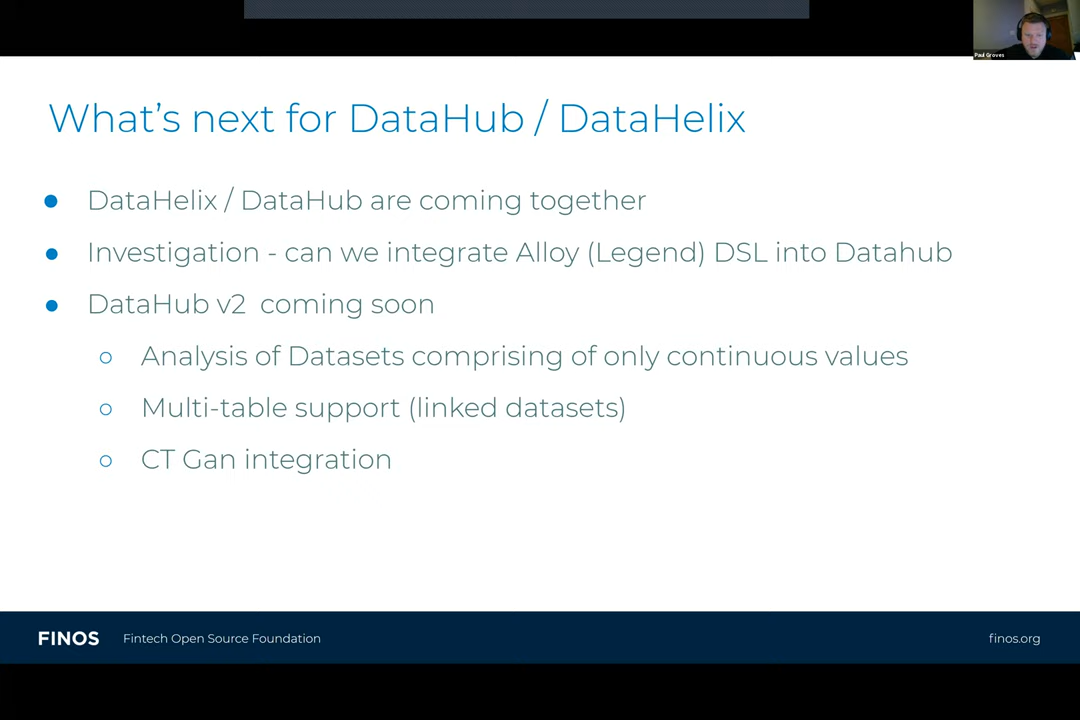 Paul Groves
What's next for DataHub / DataHelix
● DataHelix / DataHub are coming together
● Investigation - can we integrate Alloy (Legend) DSL into Datahub
● DataHub v2 coming soon
○ Analysis of Datasets comprising of only continuous values
○ Multi-table support (linked datasets)
○ CT Gan integration
FINOS Fintech Open Source Foundation finos.org